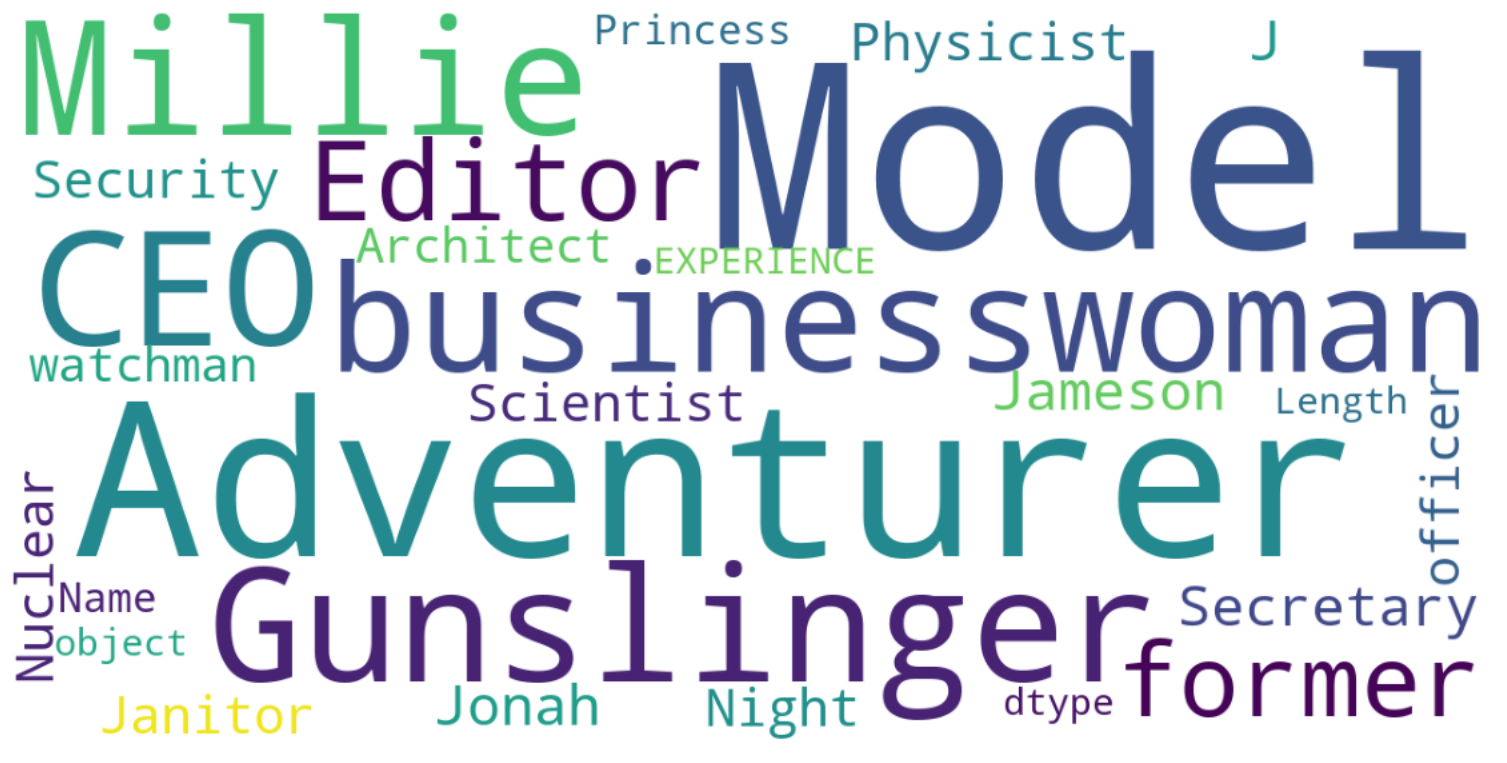 Millie
Princess
Physicist
J
Model
Security
Editor
CEO
Architect
EXPERIENCE
businesswoman
watchman
Scientist
Jameson
Length
officer
Adventurer
Nuclear
Name
Gunslinger
Secretary
object
former
Janitor
Jonah
Night
dtype